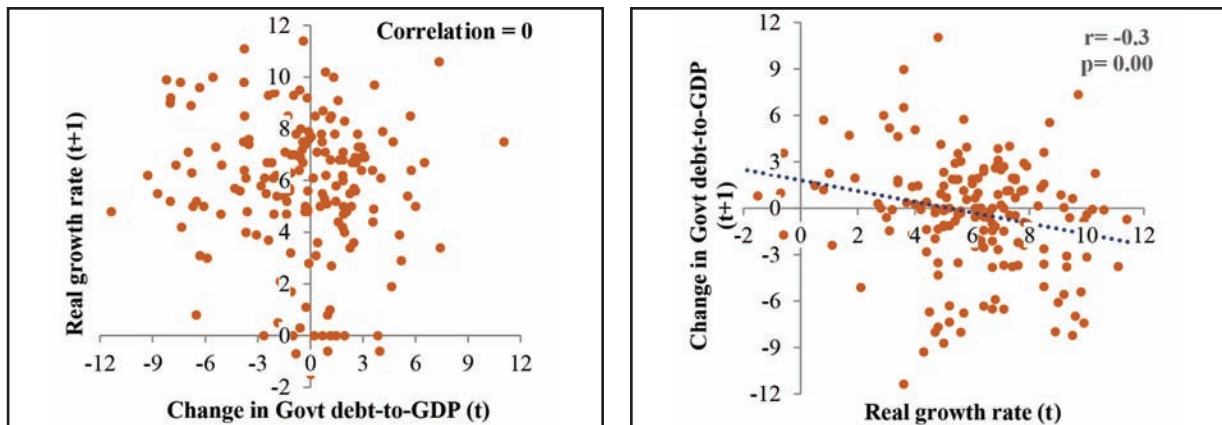 Correlation = 0
Real growth rate (t+1)
12
10
8
6
4
2
0
-2
-12 -9 -6 -3 0 3 6 9 12
Change in Govt debt-to-GDP (t)
r= -0.3
p= 0.00
Change in Govt debt-to-GDP
(t+1)
12
9
6
3
0
-3
-6
-9
-12
-2 0 2 4 6 8 10 12
Real growth rate (t)